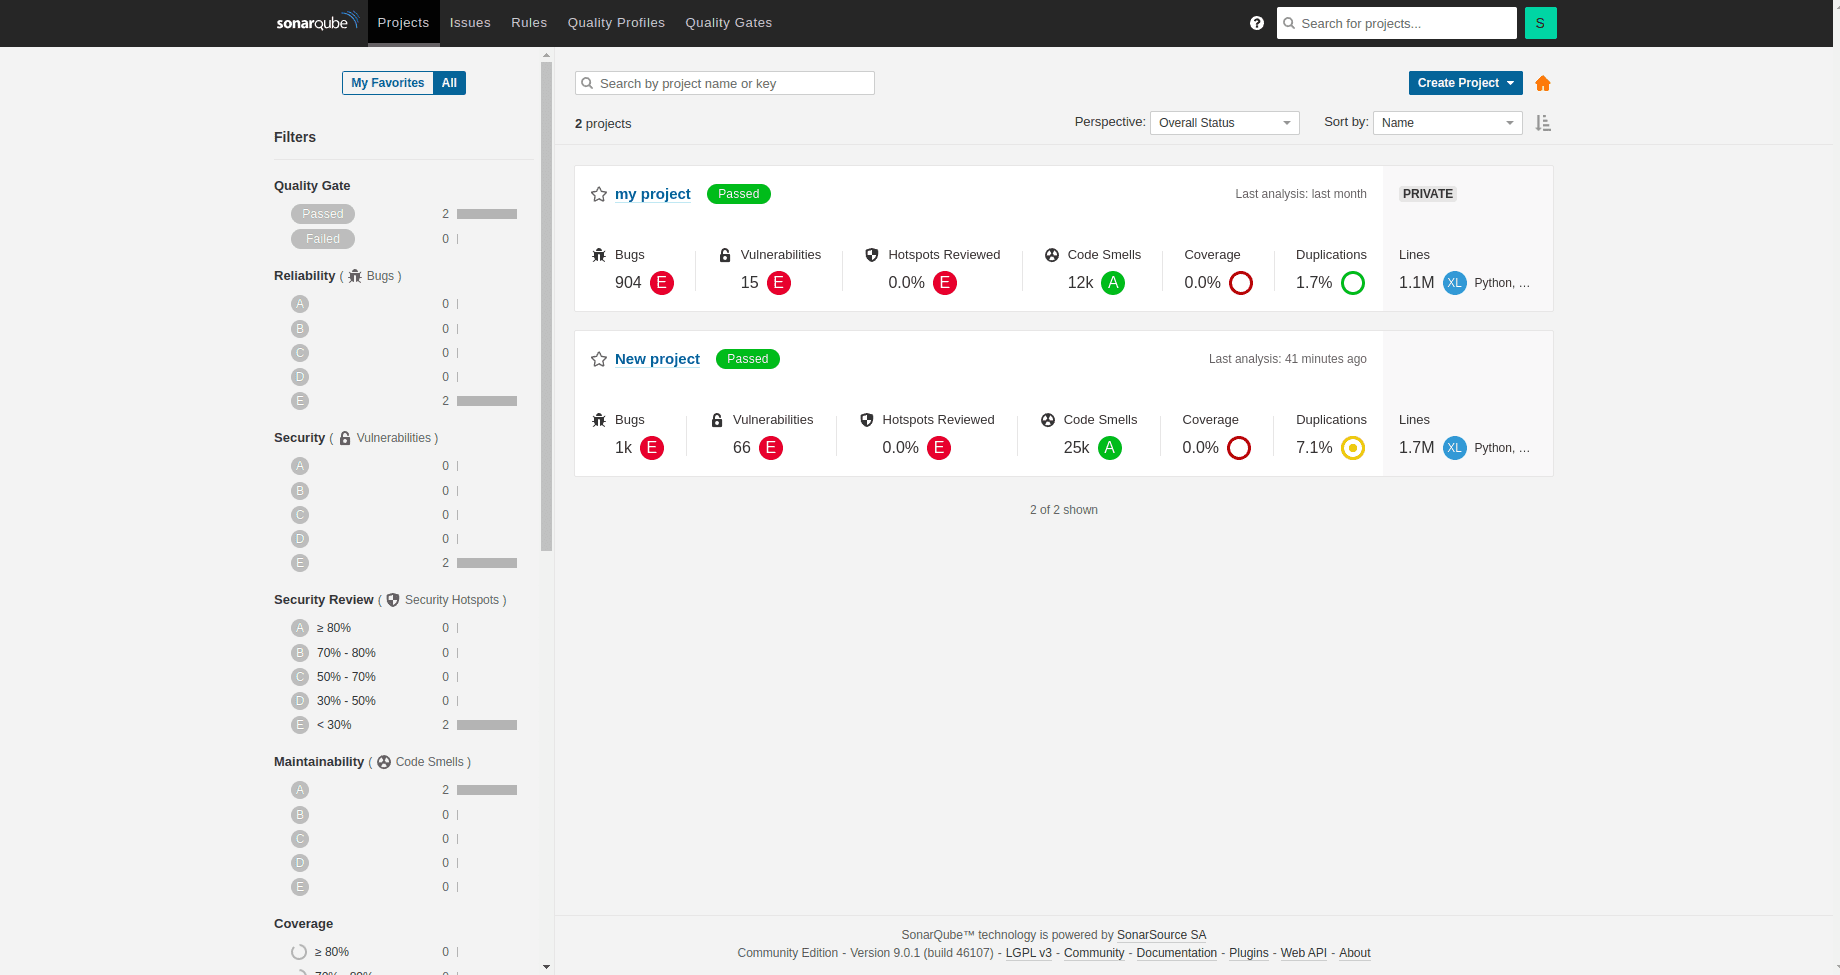 sonarqube Projects Issues Rules Quality Profiles Quality Gates ? Search for projects... S
My Favorites All
Filters
Quality Gate
Passed 2
Failed 0
Reliability ( Bugs )
A 0
B 0
C 0
D 0
E 2
Security ( Vulnerabilities )
A 0
B 0
C 0
D 0
E 2
Security Review ( Security Hotspots )
A ≥ 80% 0
B 70% - 80% 0
C 50% - 70% 0
D 30% - 50% 0
E < 30% 2
Maintainability ( Code Smells )
A 2
B 0
C 0
D 0
E 0
Coverage
≥ 80% 0
Search by project name or key Create Project
2 projects Perspective: Overall Status Sort by: Name
my project Passed Last analysis: last month PRIVATE
Bugs Vulnerabilities Hotspots Reviewed Code Smells Coverage Duplications Lines
904 E 15 E 0.0% E 12k A 0.0% 1.7% 1.1M XL Python, ...
New project Passed Last analysis: 41 minutes ago
Bugs Vulnerabilities Hotspots Reviewed Code Smells Coverage Duplications Lines
1k E 66 E 0.0% E 25k A 0.0% 7.1% 1.7M XL Python, ...
2 of 2 shown
SonarQube™ technology is powered by SonarSource SA
Community Edition - Version 9.0.1 (build 46107) - LGPL v3 - Community - Documentation - Plugins - Web API - About